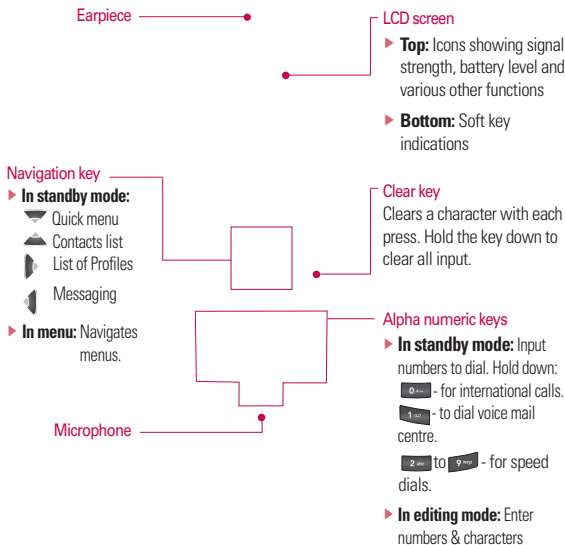 Earpiece
LCD screen
▶ Top: Icons showing signal
strength, battery level and
various other functions
▶ Bottom: Soft key
indications
Navigation key
▶ In standby mode:
Quick menu
Contacts list
List of Profiles
Messaging
▶ In menu: Navigates
menus.
Clear key
Clears a character with each
press. Hold the key down to
clear all input.
Alpha numeric keys
▶ In standby mode: Input
numbers to dial. Hold down:
0 - for international calls.
1 - to dial voice mail
centre.
2 abc to 9 wxyz - for speed
dials.
▶ In editing mode: Enter
numbers & characters
Microphone